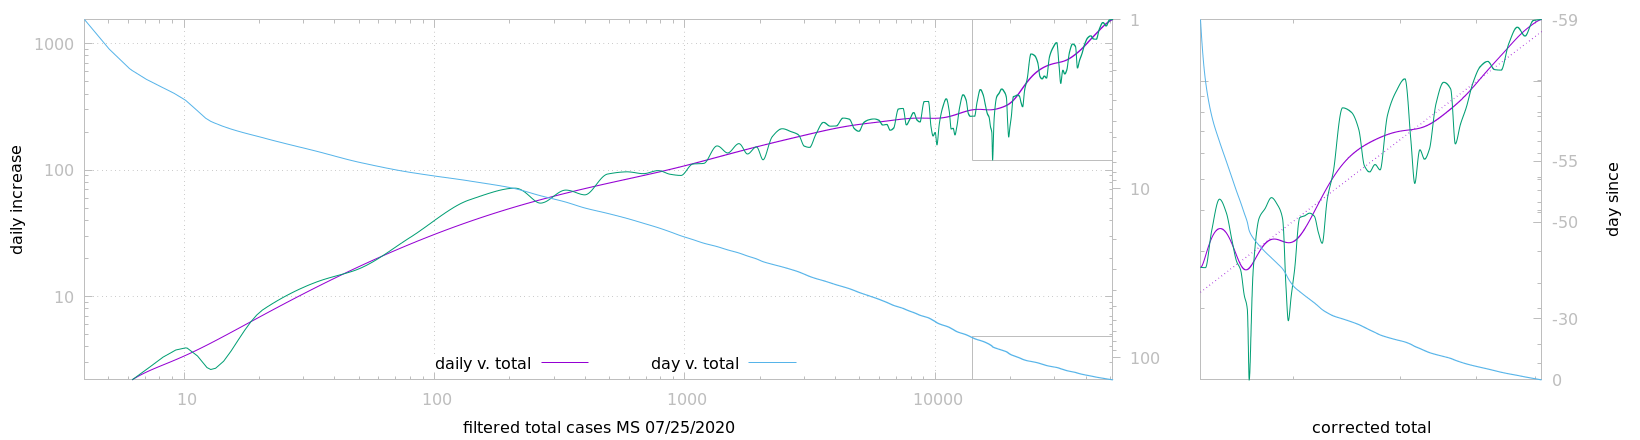 1000
100
10
daily increase
10
100
1000
10000
filtered total cases MS 07/25/2020
daily v. total
day v. total
1
10
100
-59
-55
-50
-30
0
day since
corrected total